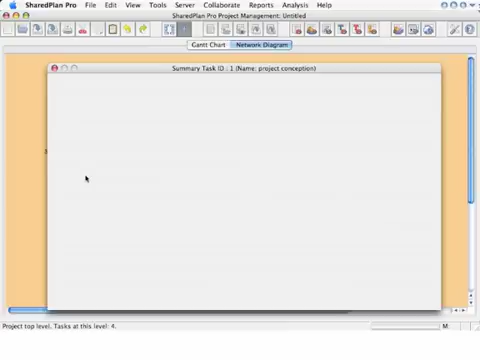 SharedPlan Pro File Edit View Tools Server Collaborate Reports Analysis Help
SharedPlan Pro Project Management: Untitled
Gantt Chart Network Diagram
Summary Task ID : 1 (Name: project conception)
Project top level. Tasks at this level: 4.
M: